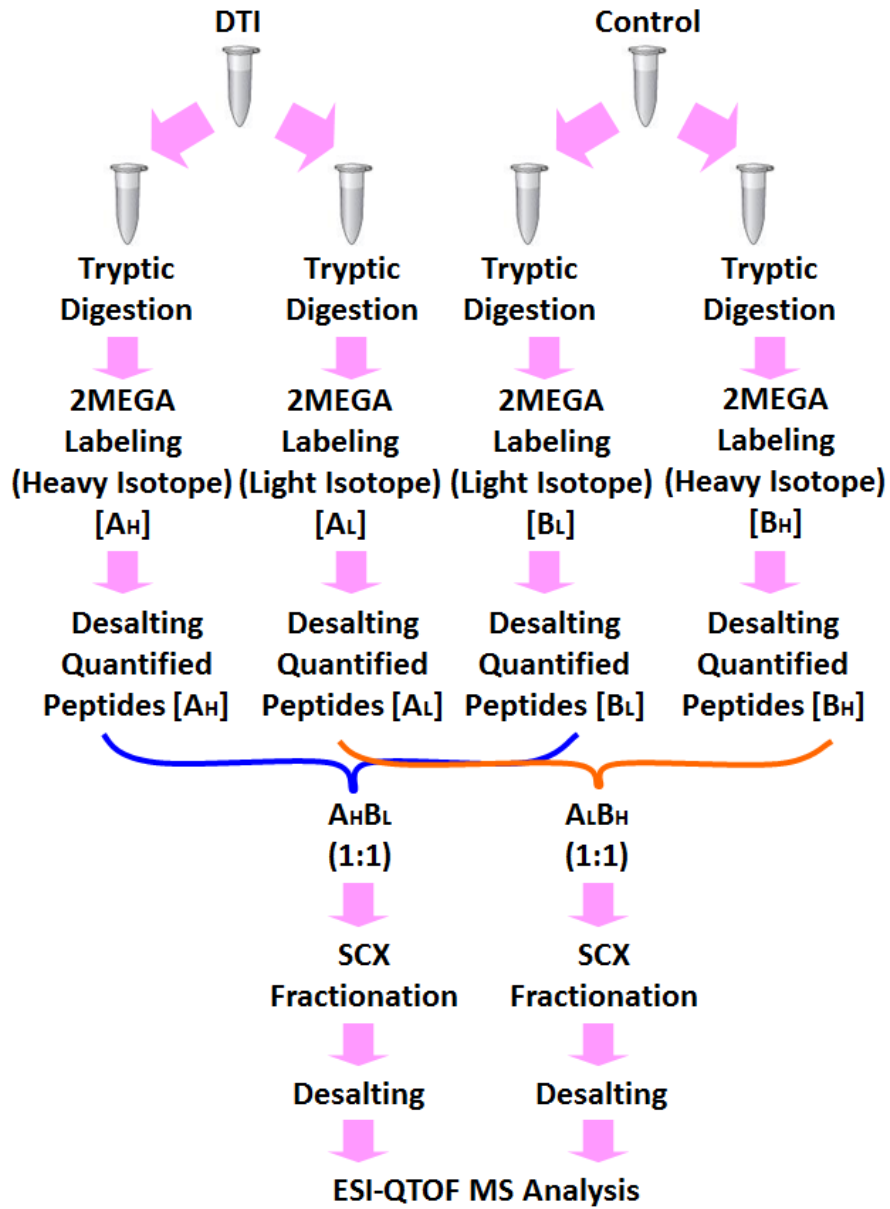 DTI
Control
Tryptic
Digestion
Tryptic
Digestion
Tryptic
Digestion
Tryptic
Digestion
2MEGA
Labeling
(Heavy Isotope)
[AH]
2MEGA
Labeling
(Light Isotope)
[AL]
2MEGA
Labeling
(Light Isotope)
[BL]
2MEGA
Labeling
(Heavy Isotope)
[BH]
Desalting
Quantified
Peptides [AH]
Desalting
Quantified
Peptides [AL]
Desalting
Quantified
Peptides [BL]
Desalting
Quantified
Peptides [BH]
AHBL
(1:1)
ALBH
(1:1)
SCX
Fractionation
SCX
Fractionation
Desalting
Desalting
ESI-QTOF MS Analysis